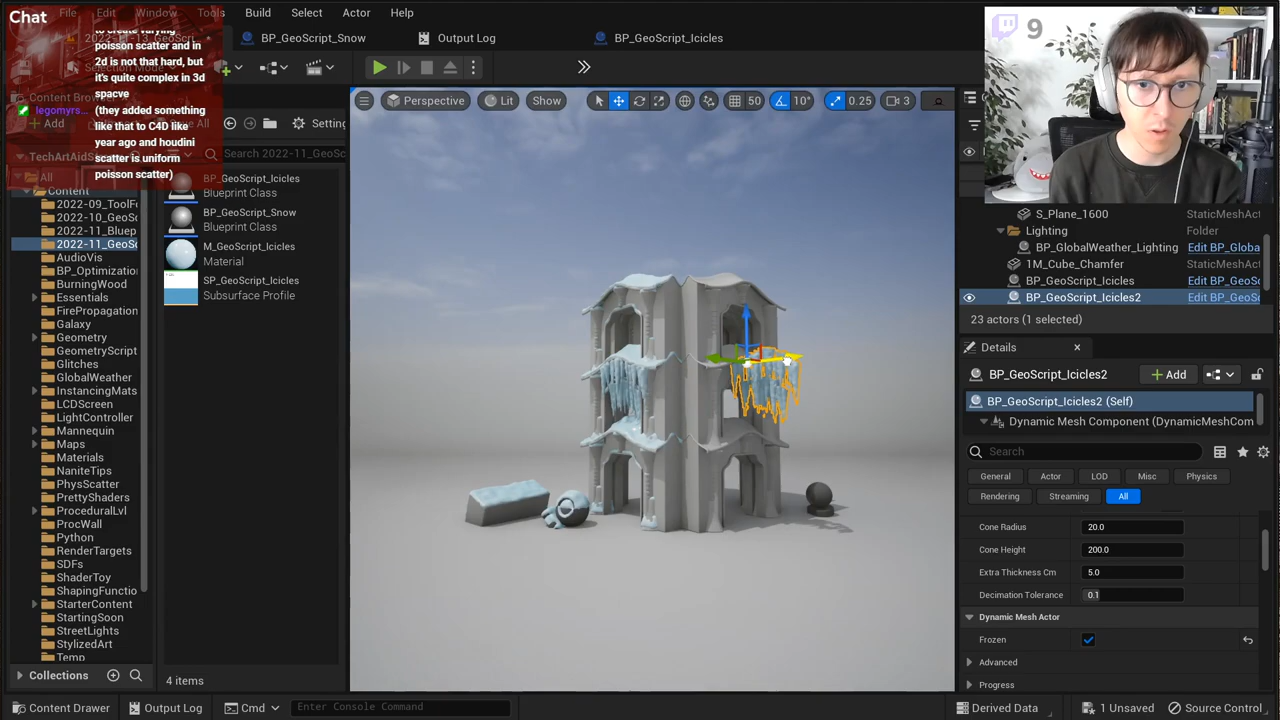 Chat
File
Edit
Window
Tools
Build
Select
Actor
Help
to create varying
poisson scatter and in
2d is not that hard, but
it's quite complex in 3d
spacve
legomyrs...
(they added something
like that to C4D like
year ago and houdini
scatter is uniform
poisson scatter)
BP_GeoScript_Snow
Output Log
BP_GeoScript_Icicles
9
Selection Mode
Content Browser
Add
All
Setting
TechArtAidS
Search 2022-11_GeoSc
All
Content
2022-09_ToolF
2022-10_GeoSc
2022-11_Bluep
2022-11_GeoSc
AudioVis
BP_Optimizatio
BurningWood
Essentials
FirePropagation
Galaxy
Geometry
GeometryScript
Glitches
GlobalWeather
InstancingMats
LCDScreen
LightController
Mannequin
Maps
Materials
NaniteTips
PhysScatter
PrettyShaders
ProceduralLvl
ProcWall
Python
RenderTargets
SDFs
ShaderToy
ShapingFunctio
StarterContent
StartingSoon
StreetLights
StylizedArt
Temp
Collections
BP_GeoScript_Icicles
Blueprint Class
BP_GeoScript_Snow
Blueprint Class
M_GeoScript_Icicles
Material
SP_GeoScript_Icicles
Subsurface Profile
4 items
Perspective
Lit
Show
50
10°
0.25
3
S_Plane_1600
StaticMeshAct
Lighting
Folder
BP_GlobalWeather_Lighting
Edit BP_Globa
1M_Cube_Chamfer
StaticMeshAct
BP_GeoScript_Icicles
Edit BP_GeoSc
BP_GeoScript_Icicles2
Edit BP_GeoSc
23 actors (1 selected)
Details
BP_GeoScript_Icicles2
Add
BP_GeoScript_Icicles2 (Self)
Dynamic Mesh Component (DynamicMeshCom
Search
General
Actor
LOD
Misc
Physics
Rendering
Streaming
All
Cone Radius
20.0
Cone Height
200.0
Extra Thickness Cm
5.0
Decimation Tolerance
0.1
Dynamic Mesh Actor
Frozen
Advanced
Progress
Content Drawer
Output Log
Cmd
Enter Console Command
Derived Data
1 Unsaved
Source Control